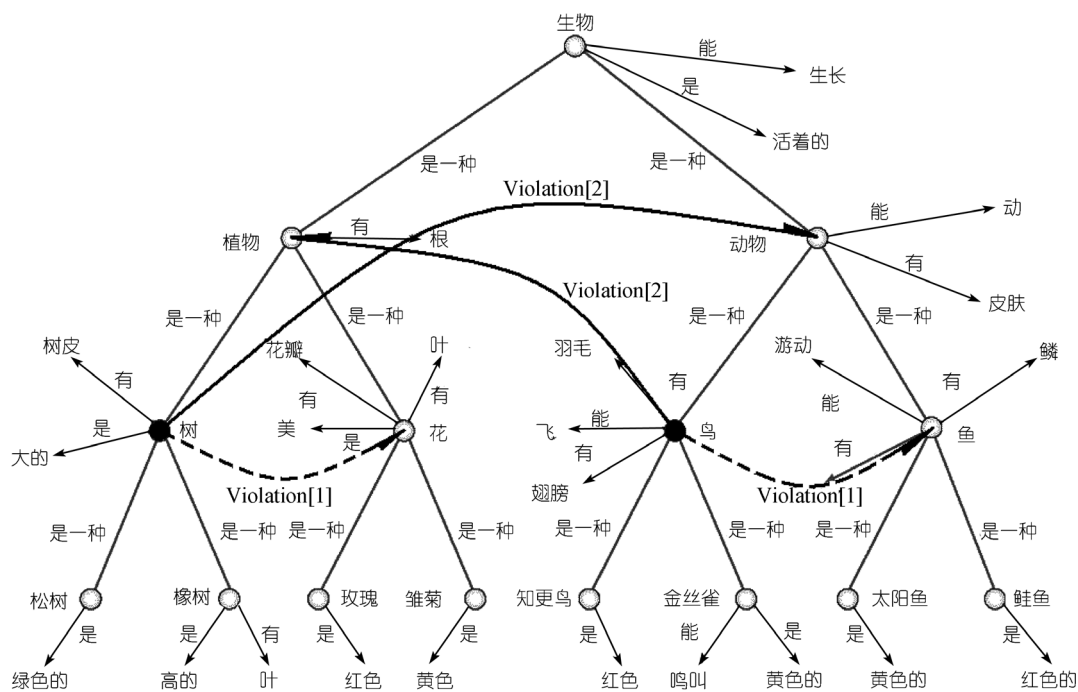 生物
能
生长
是
活着的
是一种
是一种
Violation[2]
植物
有
根
动物
能
动
有
皮肤
Violation[2]
是一种
是一种
是一种
是一种
树皮
有
花瓣
叶
羽毛
有
游动
有
鳞
有
有
能
是
树
美
是
花
飞
能
鸟
有
鱼
大的
有
翅膀
Violation[1]
Violation[1]
是一种
是一种
是一种
是一种
是一种
是一种
是一种
是一种
松树
橡树
玫瑰
雏菊
知更鸟
金丝雀
太阳鱼
鲑鱼
是
是
有
是
是
是
能
是
是
是
绿色的
高的
叶
红色
黄色
红色
鸣叫
黄色的
黄色的
红色的